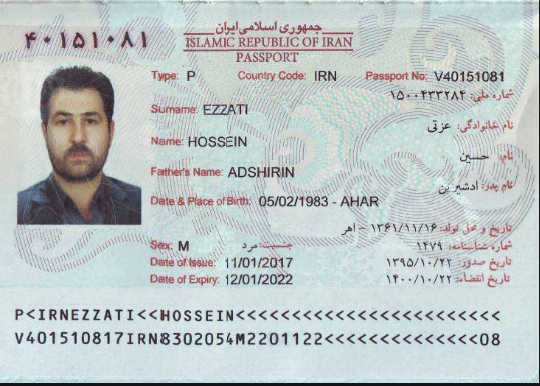 جمهوری اسلامی ایران
ISLAMIC REPUBLIC OF IRAN
PASSPORT
۴۰۱۵۱۰۸۱
Type: P Country Code: IRN Passport No: V40151081
شماره ملی: ۱۵۰۰۴۳۳۲۸۴
Surname: EZZATI
نام خانوادگی: عزتی
Name: HOSSEIN
نام: حسین
Father's Name: ADSHIRIN
نام پدر: ادشیرین
Date & Place of Birth: 05/02/1983 - AHAR
تاریخ و محل تولد: ۱۳۶۱/۱۱/۱۶ - اهر
Sex: M جنسیت: مرد
شماره شناسنامه: ۱۴۷۹
Date of Issue: 11/01/2017
تاریخ صدور: ۱۳۹۵/۱۰/۲۲
Date of Expiry: 12/01/2022
تاریخ انقضاء: ۱۴۰۰/۱۰/۲۲
P<IRNEZZATI<<HOSSEIN<<<<<<<<<<<<<<<<<<<<<<<<
V401510817IRN8302054M2201122<<<<<<<<<<<<<<08